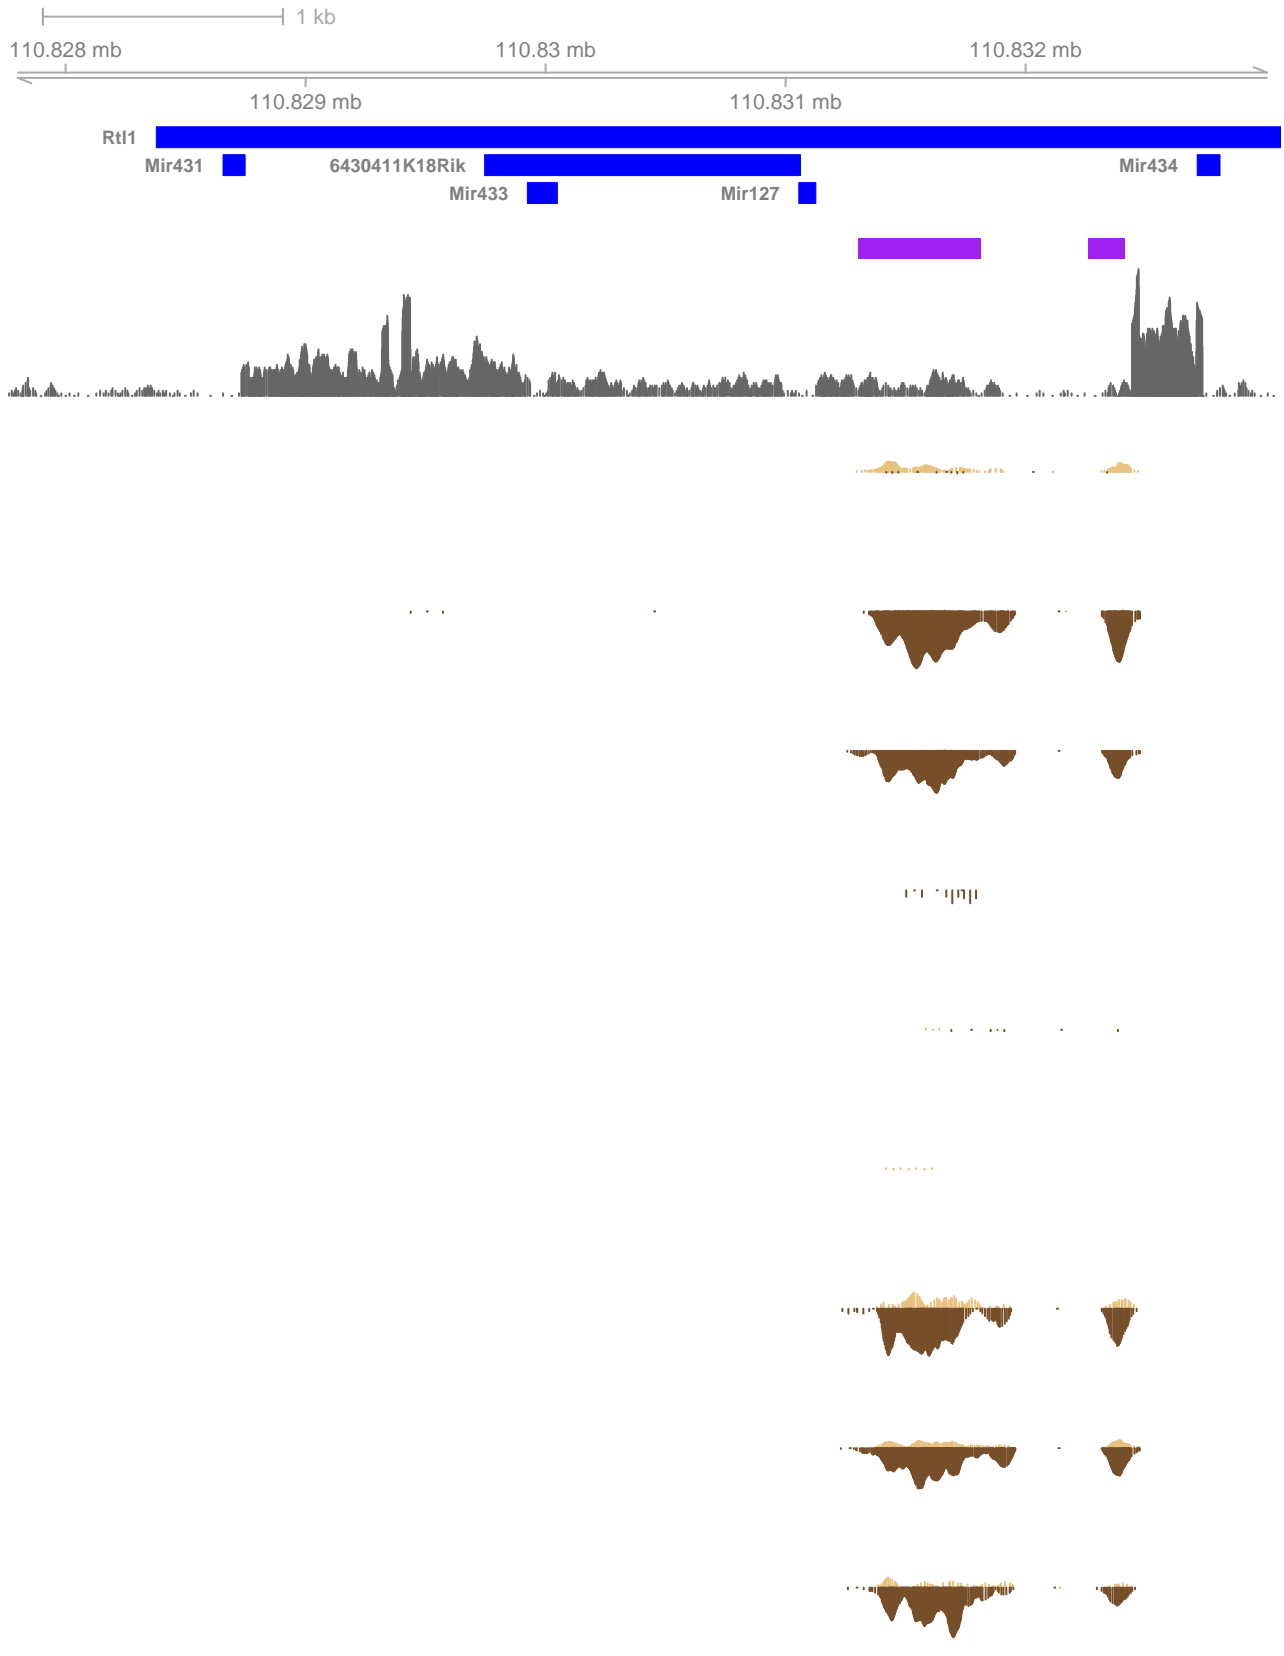 1 kb
110.828 mb 110.83 mb 110.832 mb
110.829 mb 110.831 mb
Rtl1
Mir431 6430411K18Rik Mir434
Mir433 Mir127